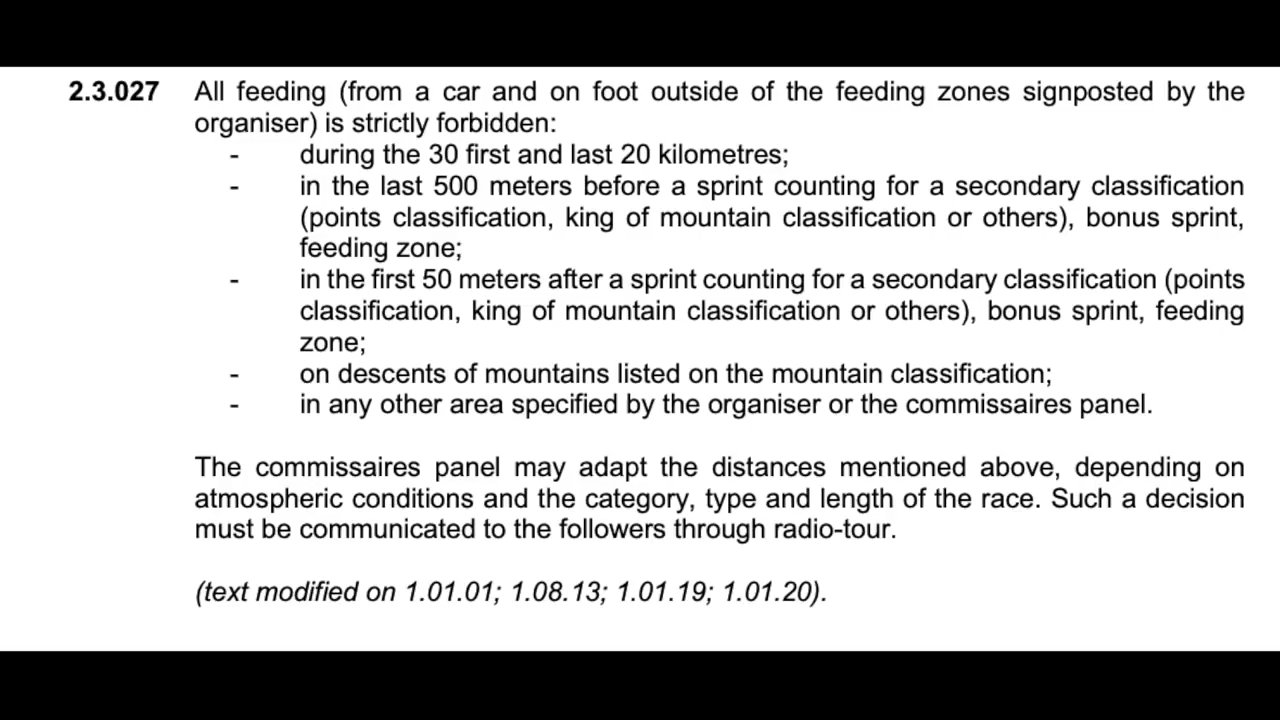 2.3.027 All feeding (from a car and on foot outside of the feeding zones signposted by the
organiser) is strictly forbidden:
- during the 30 first and last 20 kilometres;
- in the last 500 meters before a sprint counting for a secondary classification
(points classification, king of mountain classification or others), bonus sprint,
feeding zone;
- in the first 50 meters after a sprint counting for a secondary classification (points
classification, king of mountain classification or others), bonus sprint, feeding
zone;
- on descents of mountains listed on the mountain classification;
- in any other area specified by the organiser or the commissaires panel.
The commissaires panel may adapt the distances mentioned above, depending on
atmospheric conditions and the category, type and length of the race. Such a decision
must be communicated to the followers through radio-tour.
(text modified on 1.01.01; 1.08.13; 1.01.19; 1.01.20).